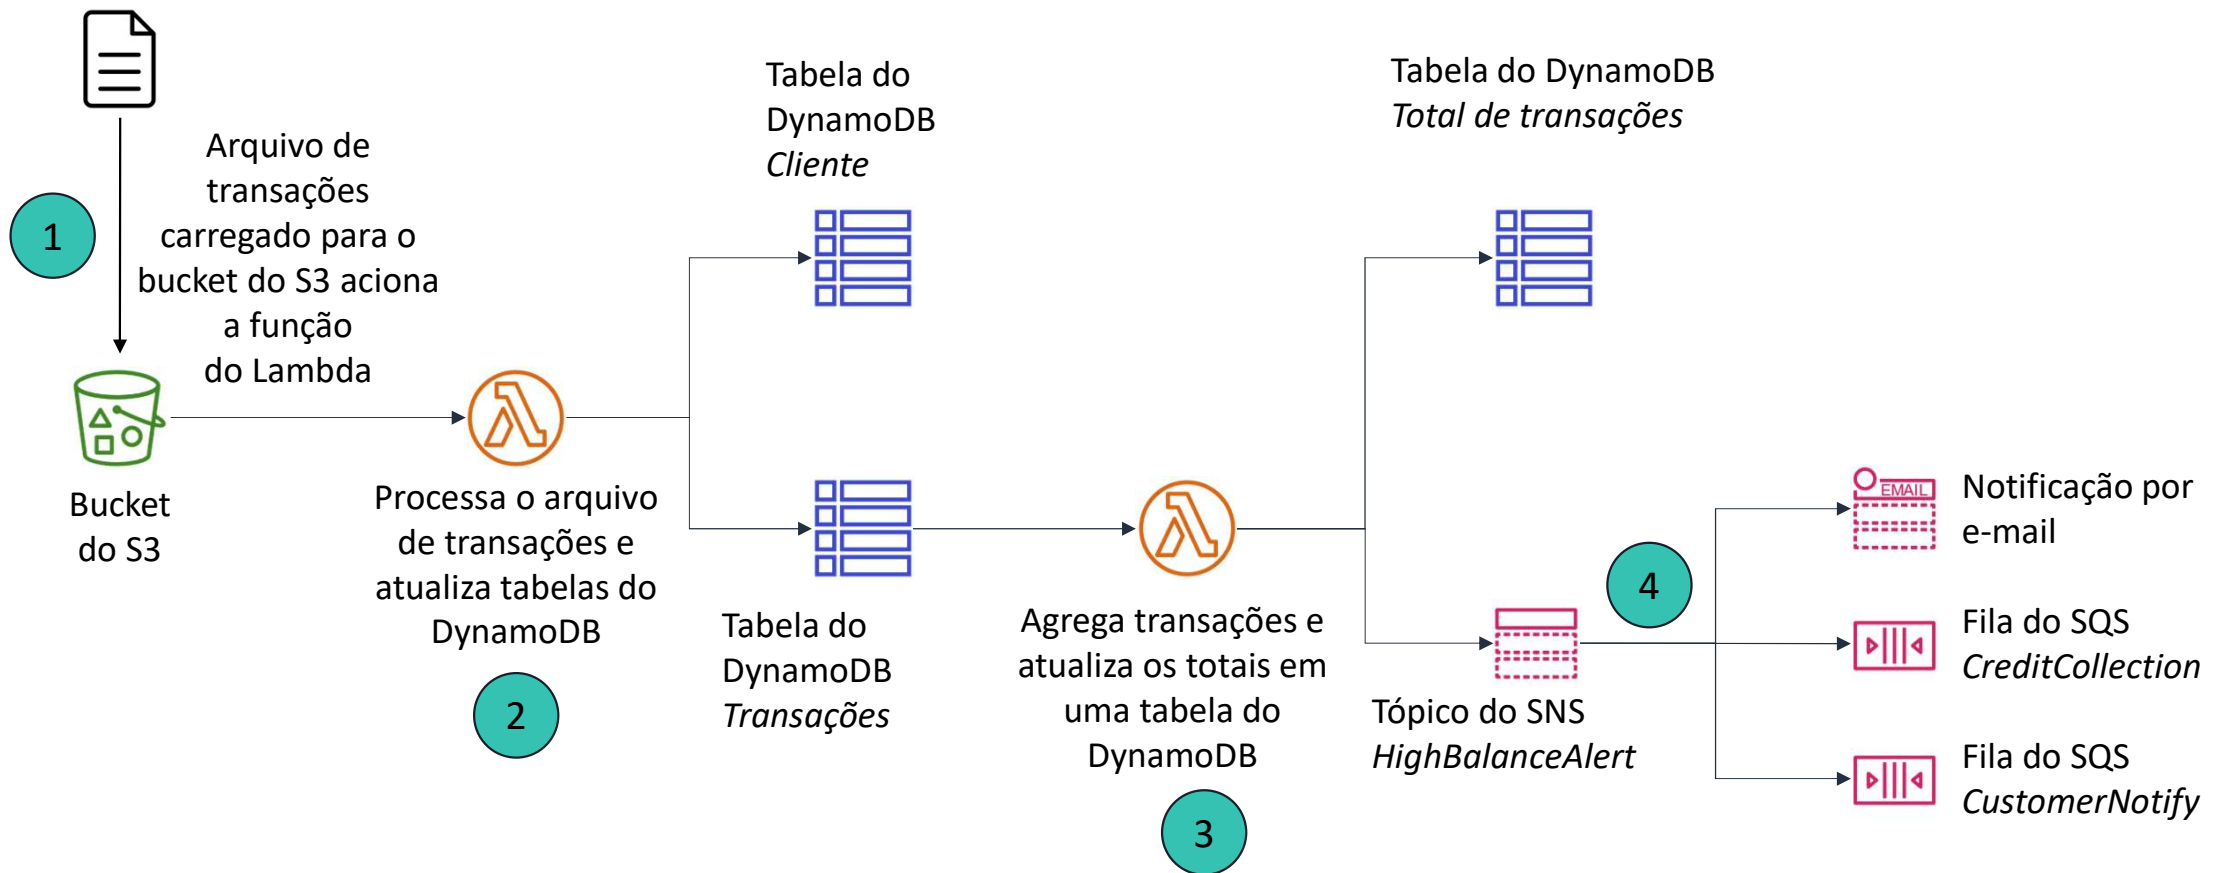 1
Arquivo de
transações
carregado para o
bucket do S3 aciona
a função
do Lambda
Bucket
do S3
Processa o arquivo
de transações e
atualiza tabelas do
DynamoDB
2
Tabela do
DynamoDB
Cliente
Tabela do
DynamoDB
Transações
Agrega transações e
atualiza os totais em
uma tabela do
DynamoDB
3
Tabela do DynamoDB
Total de transações
Tópico do SNS
HighBalanceAlert
4
EMAIL
Notificação por
e-mail
Fila do SQS
CreditCollection
Fila do SQS
CustomerNotify